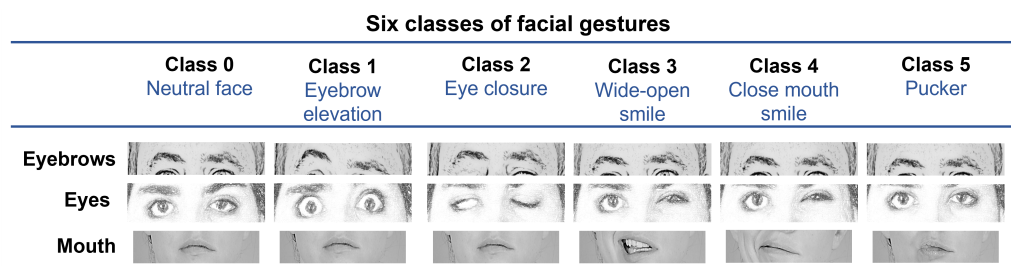 Six classes of facial gestures
Class 0 Class 1 Class 2 Class 3 Class 4 Class 5
Neutral face Eyebrow elevation Eye closure Wide-open smile Close mouth smile Pucker
Eyebrows
Eyes
Mouth